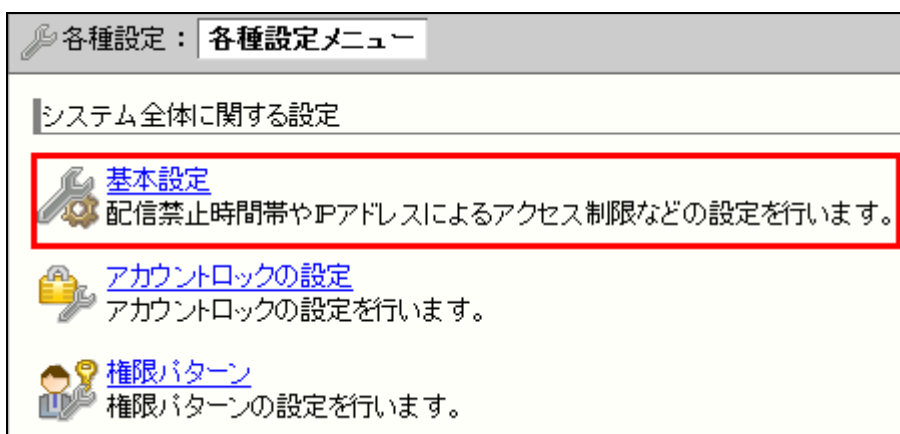 各種設定： 各種設定メニュー
システム全体に関する設定
基本設定
配信禁止時間帯やIPアドレスによるアクセス制限などの設定を行います。
アカウントロックの設定
アカウントロックの設定を行います。
権限パターン
権限パターンの設定を行います。